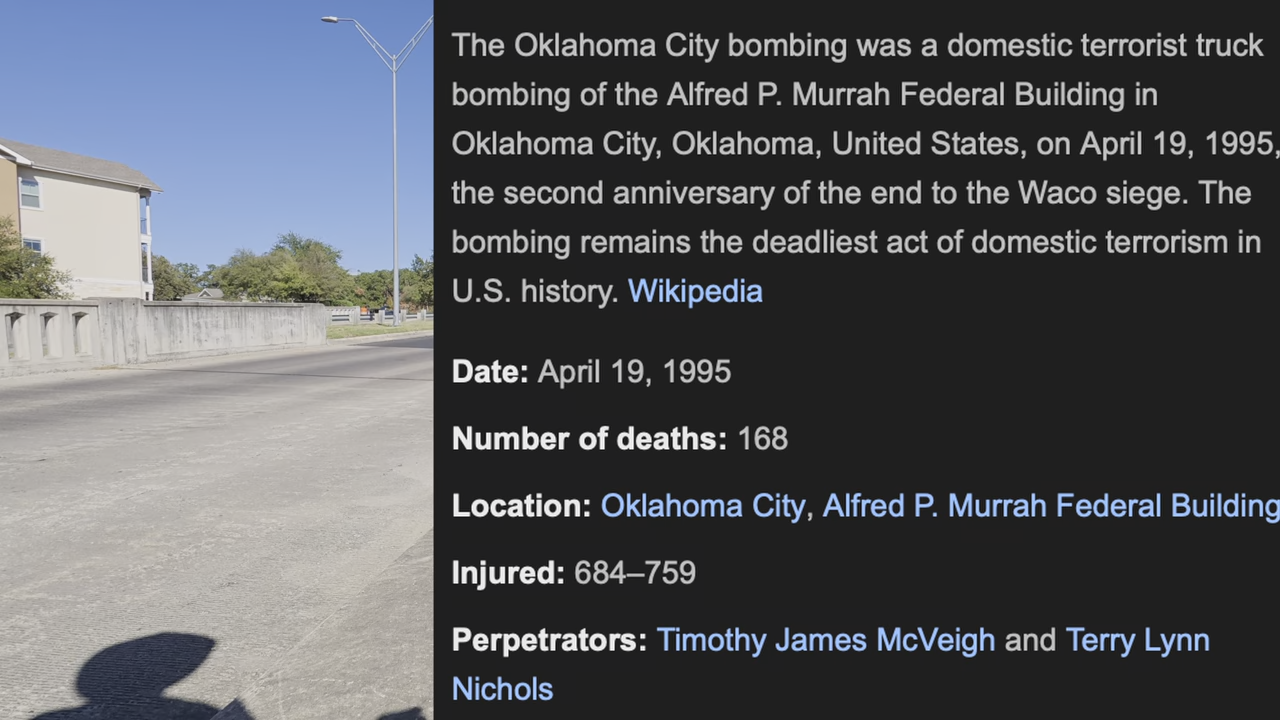 The Oklahoma City bombing was a domestic terrorist truck
bombing of the Alfred P. Murrah Federal Building in
Oklahoma City, Oklahoma, United States, on April 19, 1995,
the second anniversary of the end to the Waco siege. The
bombing remains the deadliest act of domestic terrorism in
U.S. history. Wikipedia
Date: April 19, 1995
Number of deaths: 168
Location: Oklahoma City, Alfred P. Murrah Federal Building
Injured: 684–759
Perpetrators: Timothy James McVeigh and Terry Lynn
Nichols